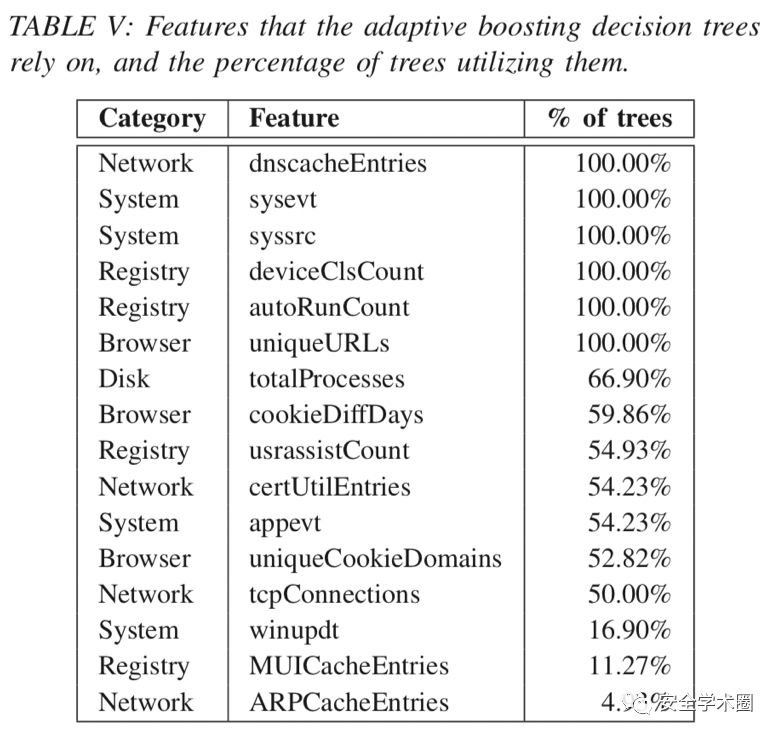 TABLE V: Features that the adaptive boosting decision trees
rely on, and the percentage of trees utilizing them.
Category Feature % of trees
Network dnscacheEntries 100.00%
System sysevt 100.00%
System syssrc 100.00%
Registry deviceClsCount 100.00%
Registry autoRunCount 100.00%
Browser uniqueURLs 100.00%
Disk totalProcesses 66.90%
Browser cookieDiffDays 59.86%
Registry usrassistCount 54.93%
Network certUtilEntries 54.23%
System appevt 54.23%
Browser uniqueCookieDomains 52.82%
Network tcpConnections 50.00%
System winupdt 16.90%
Registry MUICacheEntries 11.27%
Network ARPCacheEntries
安全学术圈